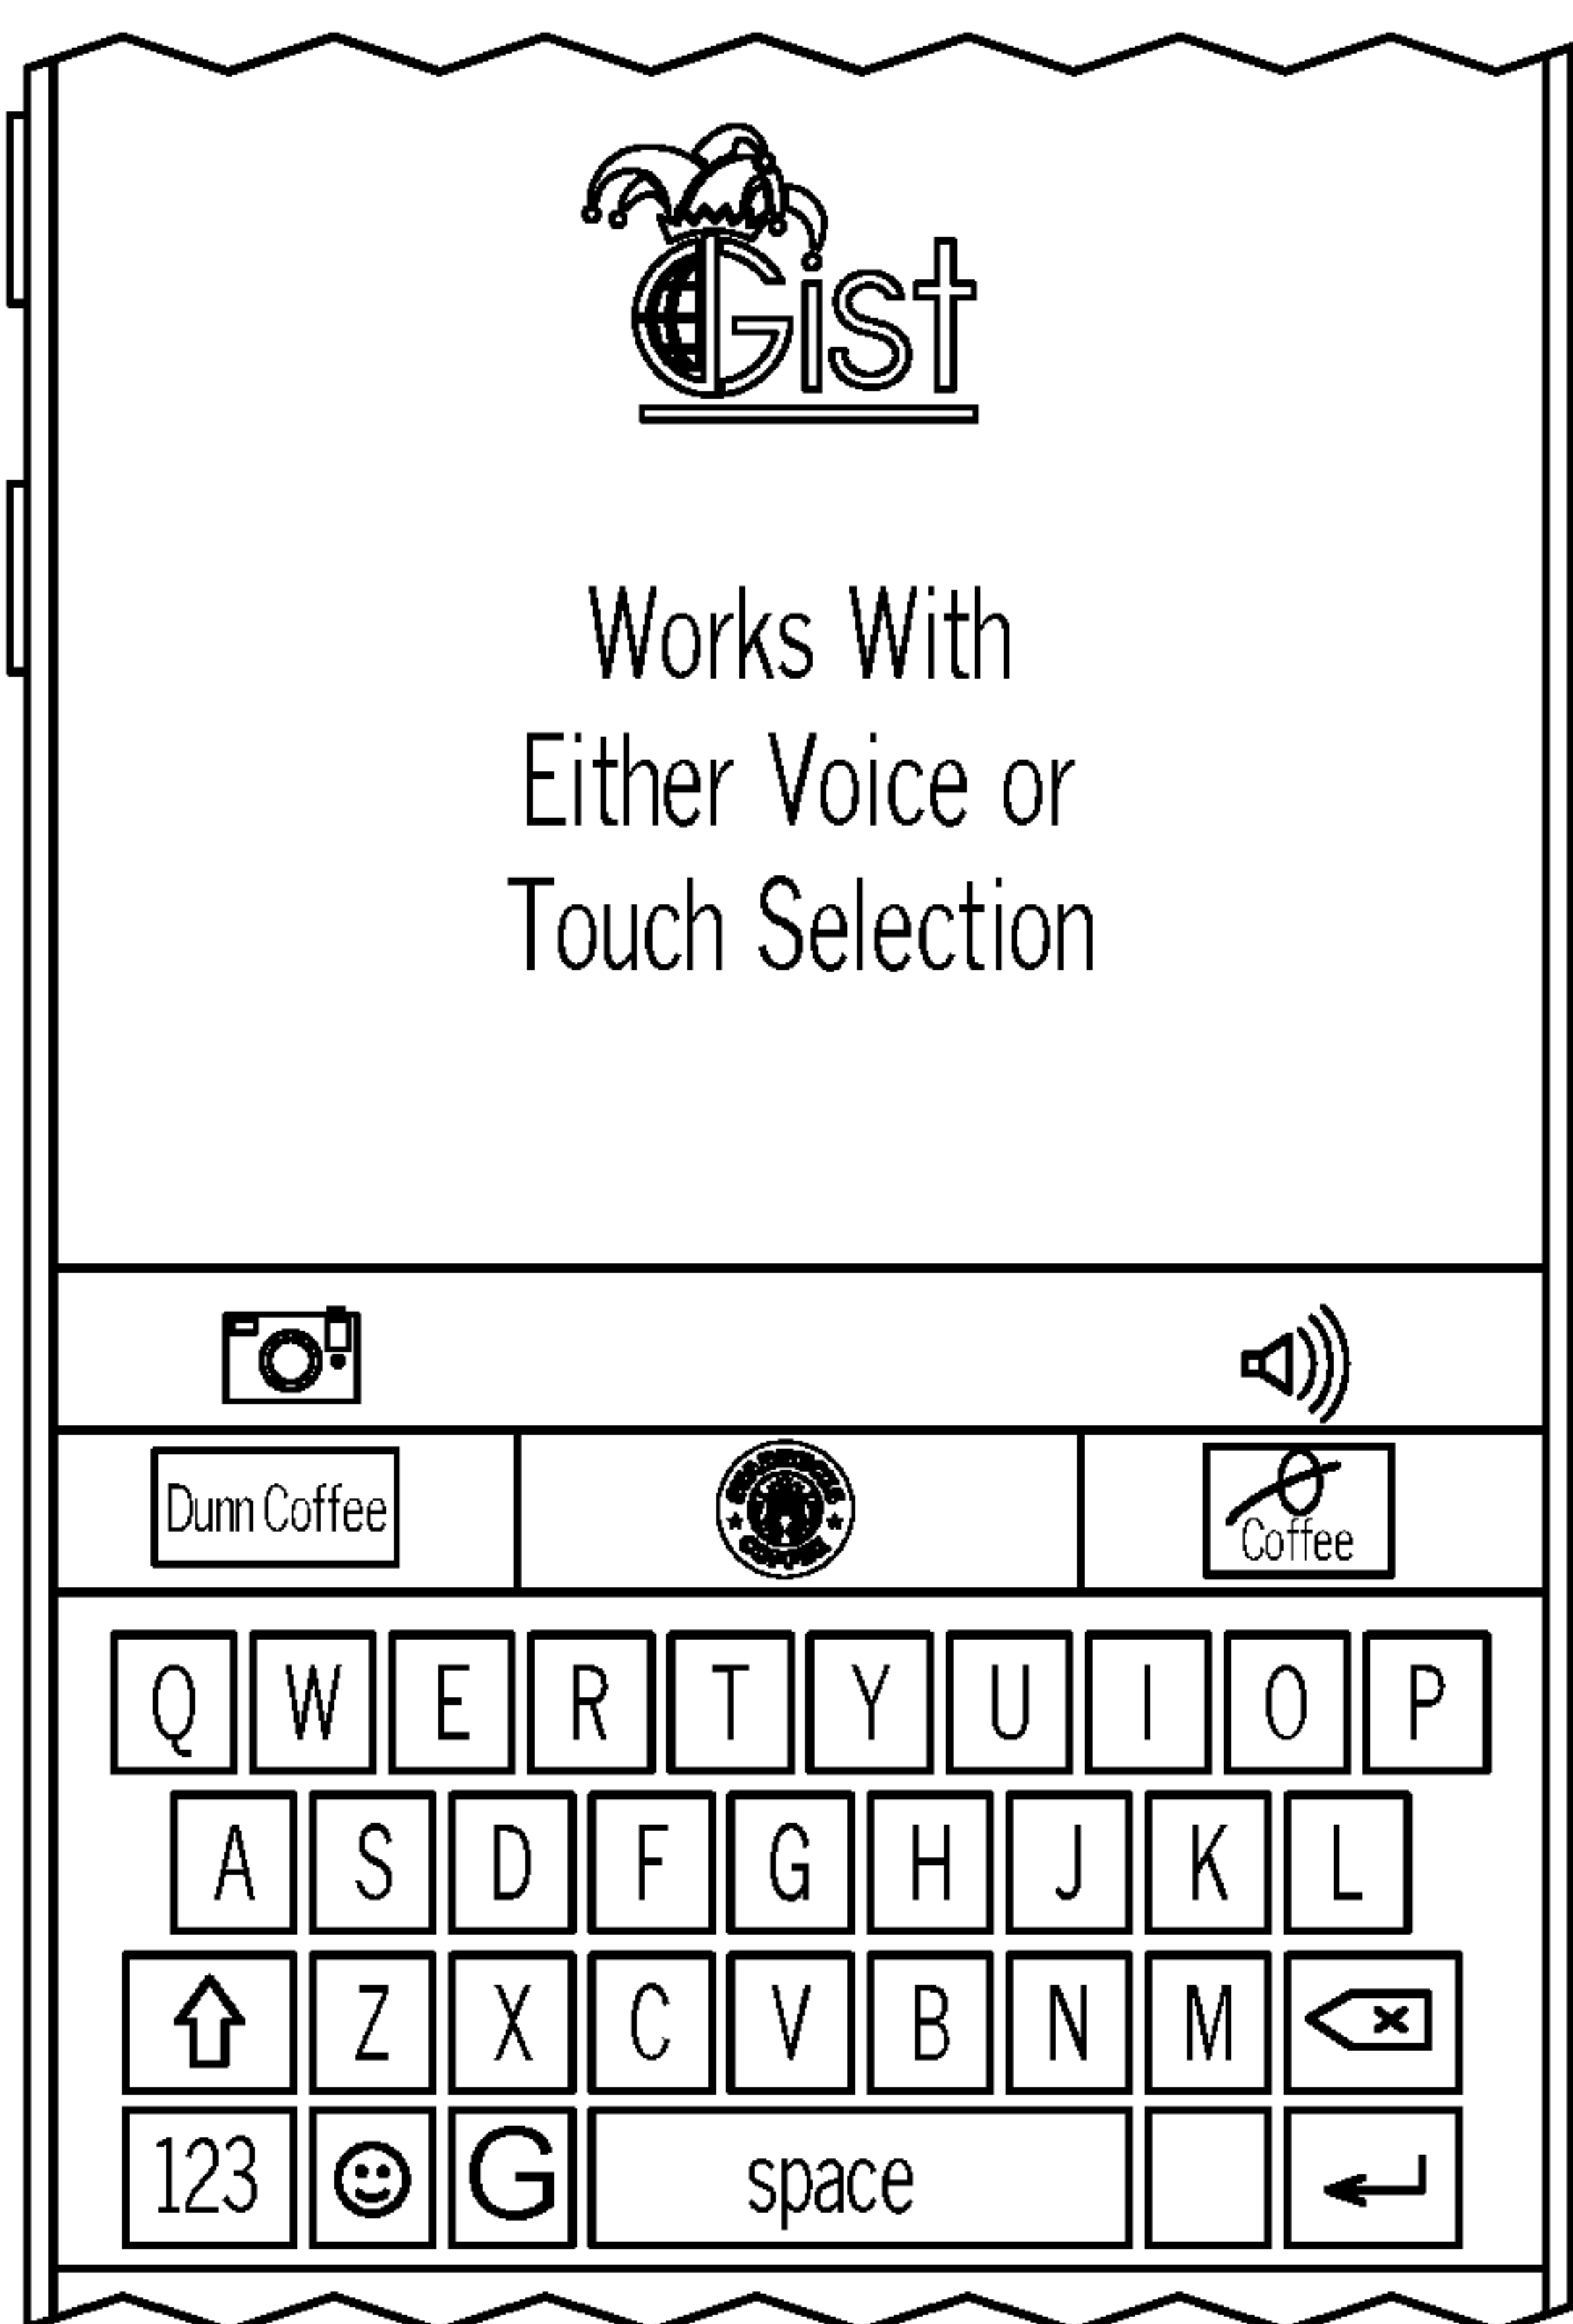 Gist
Works With
Either Voice or
Touch Selection
Dunn Coffee
Coffee
Q W E R T Y U I O P
A S D F G H J K L
Z X C V B N M
123 G space